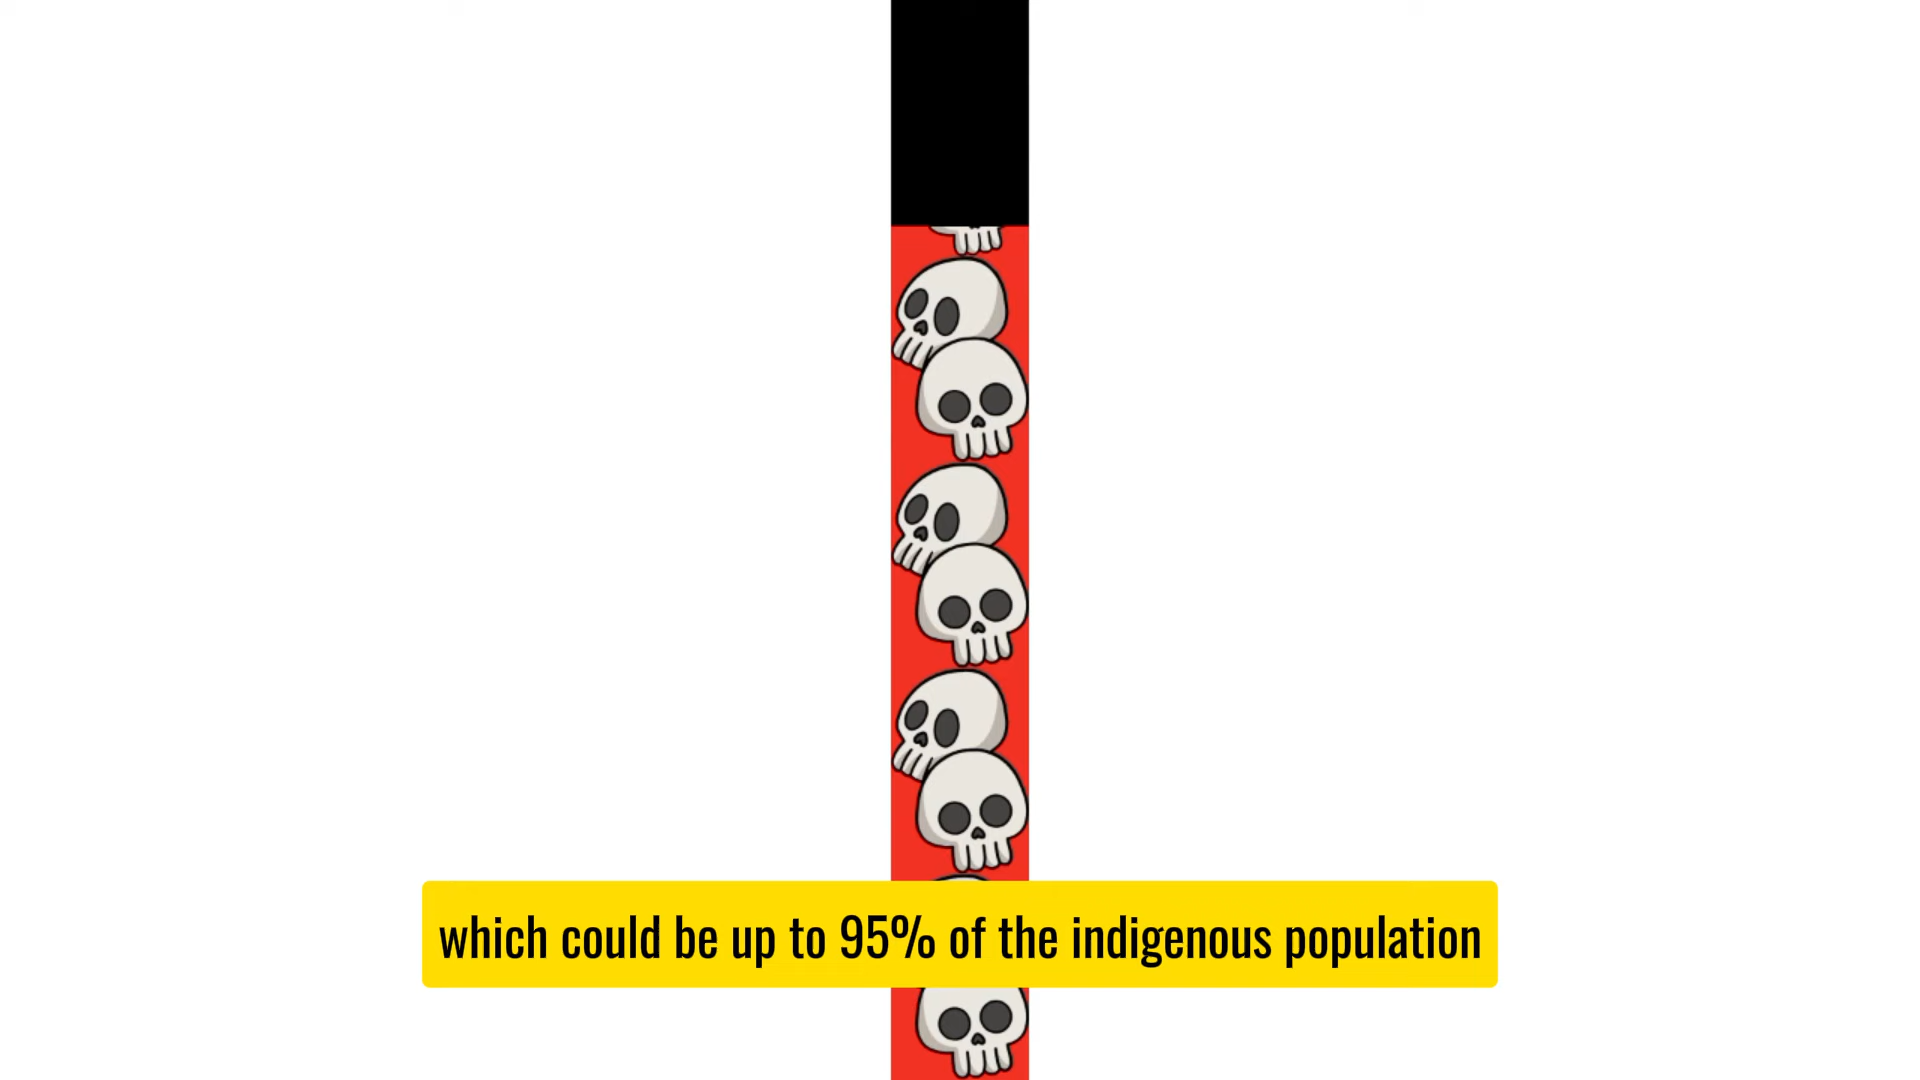 which could be up to 95% of the indigenous population